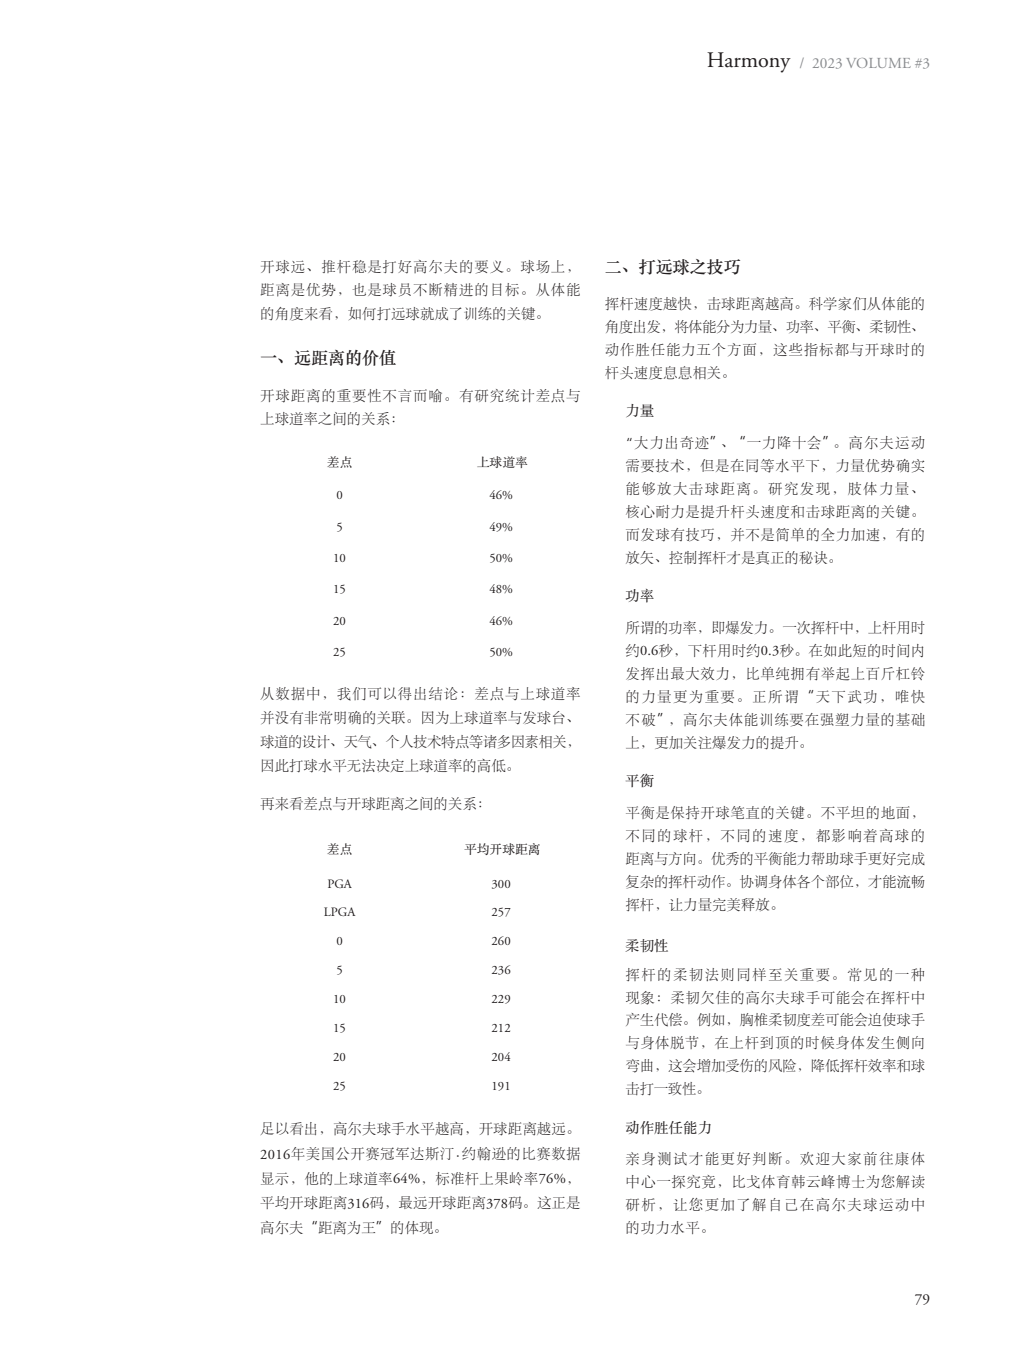 Harmony / 2023 VOLUME #3
开球远、推杆稳是打好高尔夫的要义。球场上，
距离是优势，也是球员不断精进的目标。从体能
的角度来看，如何打远球就成了训练的关键。
一、远距离的价值
开球距离的重要性不言而喻。有研究统计差点与
上球道率之间的关系：
差点 上球道率
0 46%
5 49%
10 50%
15 48%
20 46%
25 50%
从数据中，我们可以得出结论：差点与上球道率
并没有非常明确的关联。因为上球道率与发球台、
球道的设计、天气、个人技术特点等诸多因素相关，
因此打球水平无法决定上球道率的高低。
再来看差点与开球距离之间的关系：
差点 平均开球距离
PGA 300
LPGA 257
0 260
5 236
10 229
15 212
20 204
25 191
足以看出，高尔夫球手水平越高，开球距离越远。
2016年美国公开赛冠军达斯汀·约翰逊的比赛数据
显示，他的上球道率64%，标准杆上果岭率76%，
平均开球距离316码，最远开球距离378码。这正是
高尔夫“距离为王”的体现。
二、打远球之技巧
挥杆速度越快，击球距离越高。科学家们从体能的
角度出发，将体能分为力量、功率、平衡、柔韧性、
动作胜任能力五个方面，这些指标都与开球时的
杆头速度息息相关。
力量
“大力出奇迹”、“一力降十会”。高尔夫运动
需要技术，但是在同等水平下，力量优势确实
能够放大击球距离。研究发现，肢体力量、
核心耐力是提升杆头速度和击球距离的关键。
而发球有技巧，并不是简单的全力加速，有的
放矢、控制挥杆才是真正的秘诀。
功率
所谓的功率，即爆发力。一次挥杆中，上杆用时
约0.6秒，下杆用时约0.3秒。在如此短的时间内
发挥出最大效力，比单纯拥有举起上百斤杠铃
的力量更为重要。正所谓“天下武功，唯快
不破”，高尔夫体能训练要在强塑力量的基础
上，更加关注爆发力的提升。
平衡
平衡是保持开球笔直的关键。不平坦的地面，
不同的球杆，不同的速度，都影响着高球的
距离与方向。优秀的平衡能力帮助球手更好完成
复杂的挥杆动作。协调身体各个部位，才能流畅
挥杆，让力量完美释放。
柔韧性
挥杆的柔韧法则同样至关重要。常见的一种
现象：柔韧欠佳的高尔夫球手可能会在挥杆中
产生代偿。例如，胸椎柔韧度差可能会迫使球手
与身体脱节，在上杆到顶的时候身体发生侧向
弯曲，这会增加受伤的风险，降低挥杆效率和球
击打一致性。
动作胜任能力
亲身测试才能更好判断。欢迎大家前往康体
中心一探究竟，比戈体育韩云峰博士为您解读
研析，让您更加了解自己在高尔夫球运动中
的功力水平。
79